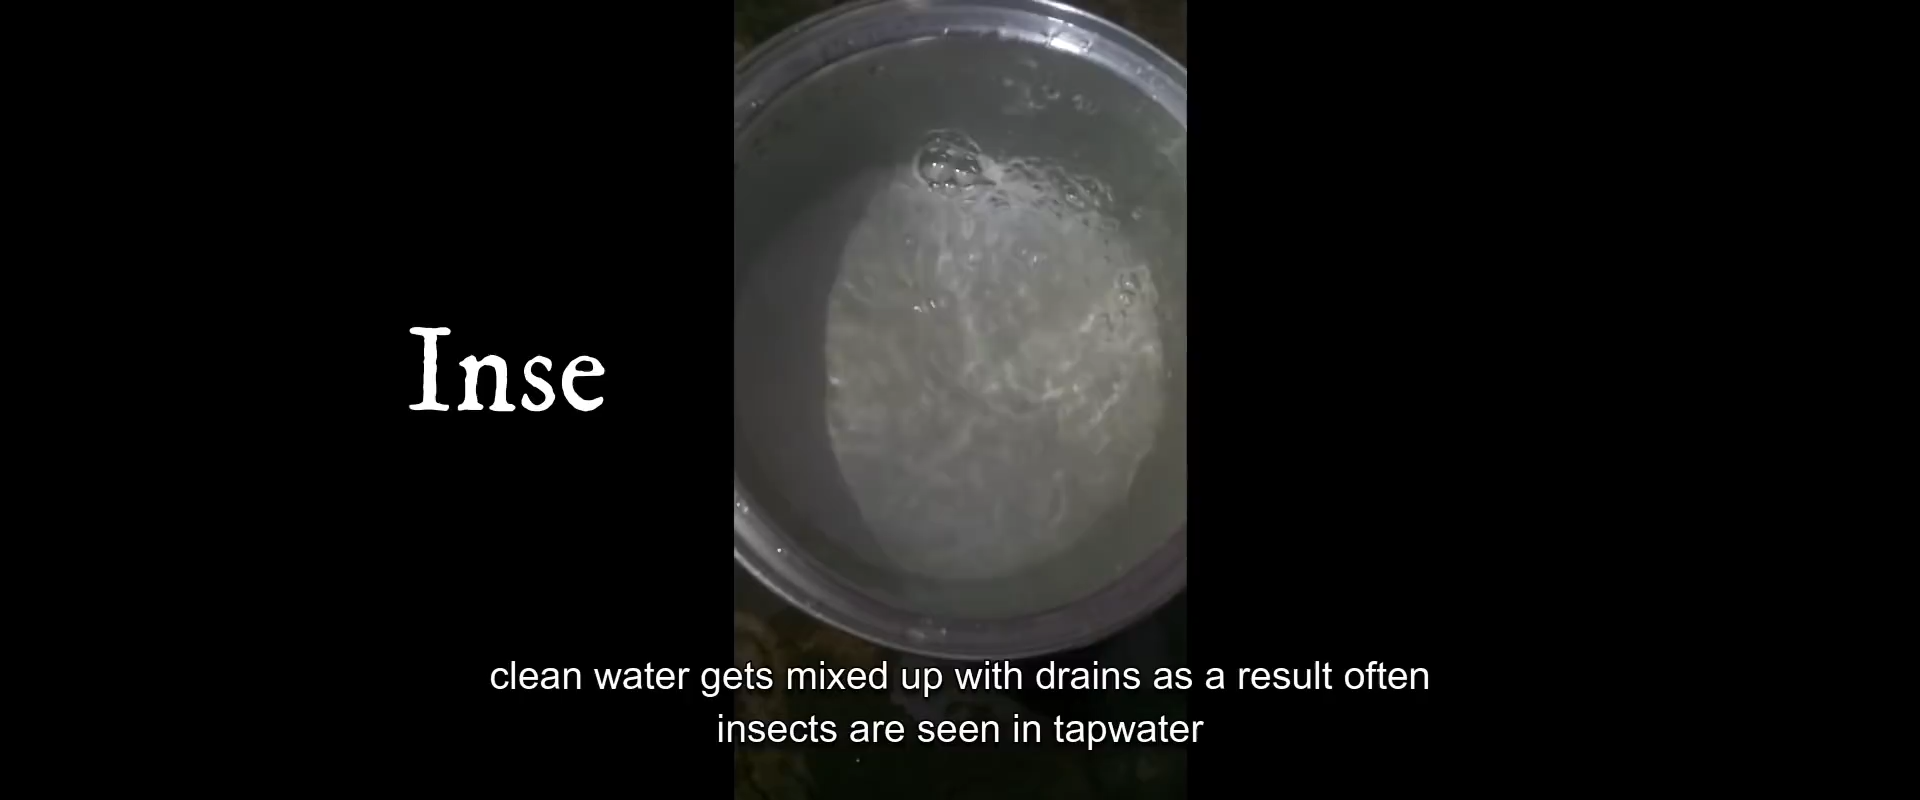 Inse
clean water gets mixed up with drains as a result often
insects are seen in tapwater